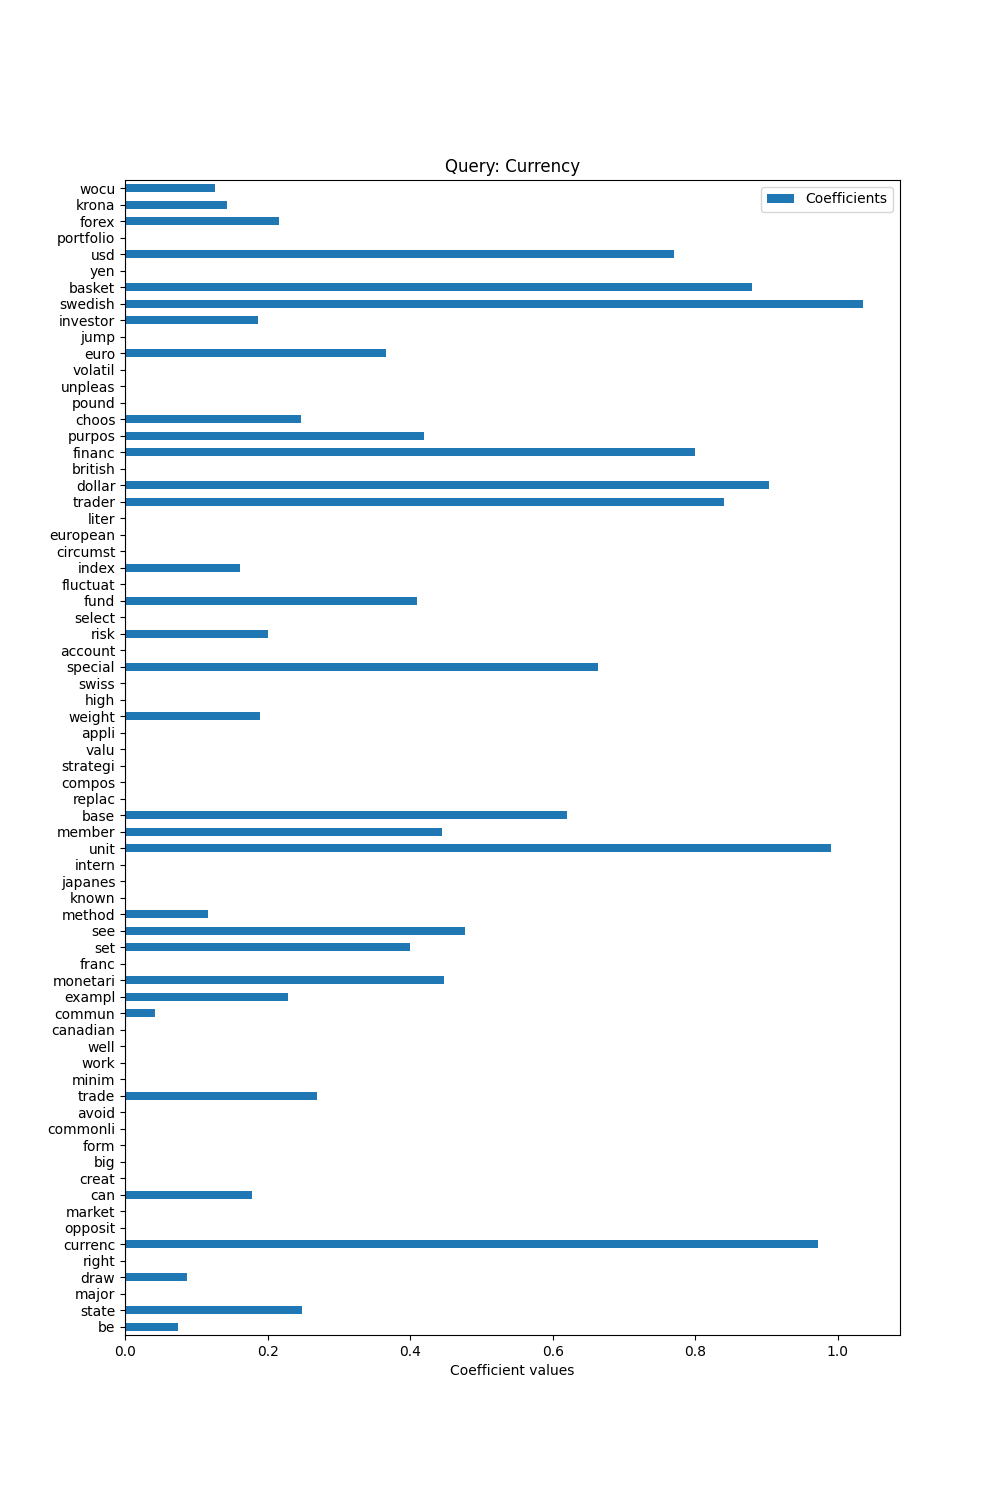 Query: Currency
Coefficients
wocu
krona
forex
portfolio
usd
yen
basket
swedish
investor
jump
euro
volatil
unpleas
pound
choos
purpos
financ
british
dollar
trader
liter
european
circumst
index
fluctuat
fund
select
risk
account
special
swiss
high
weight
appli
valu
strategi
compos
replac
base
member
unit
intern
japanes
known
method
see
set
franc
monetari
exampl
commun
canadian
well
work
minim
trade
avoid
commonli
form
big
creat
can
market
opposit
currenc
right
draw
major
state
be
0.0 0.2 0.4 0.6 0.8 1.0
Coefficient values